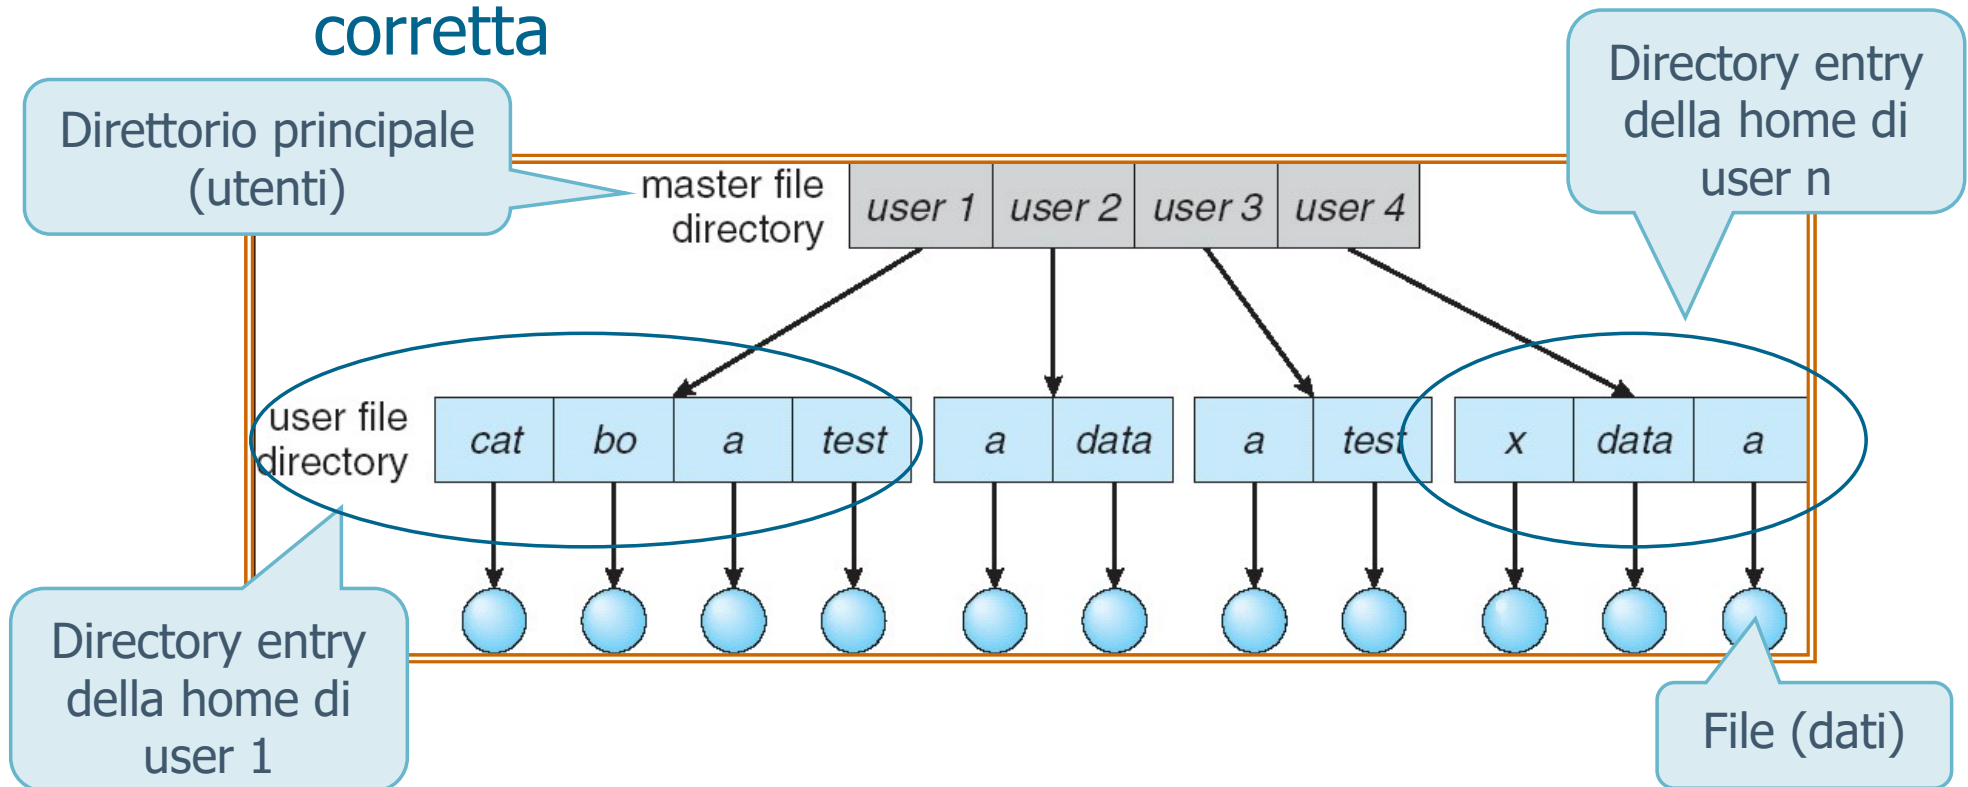 corretta
Direttorio principale
(utenti)
Directory entry
della home di
user n
master file
directory
user 1 user 2 user 3 user 4
user file
directory
cat bo a test a data a test x data a
Directory entry
della home di
user 1
File (dati)